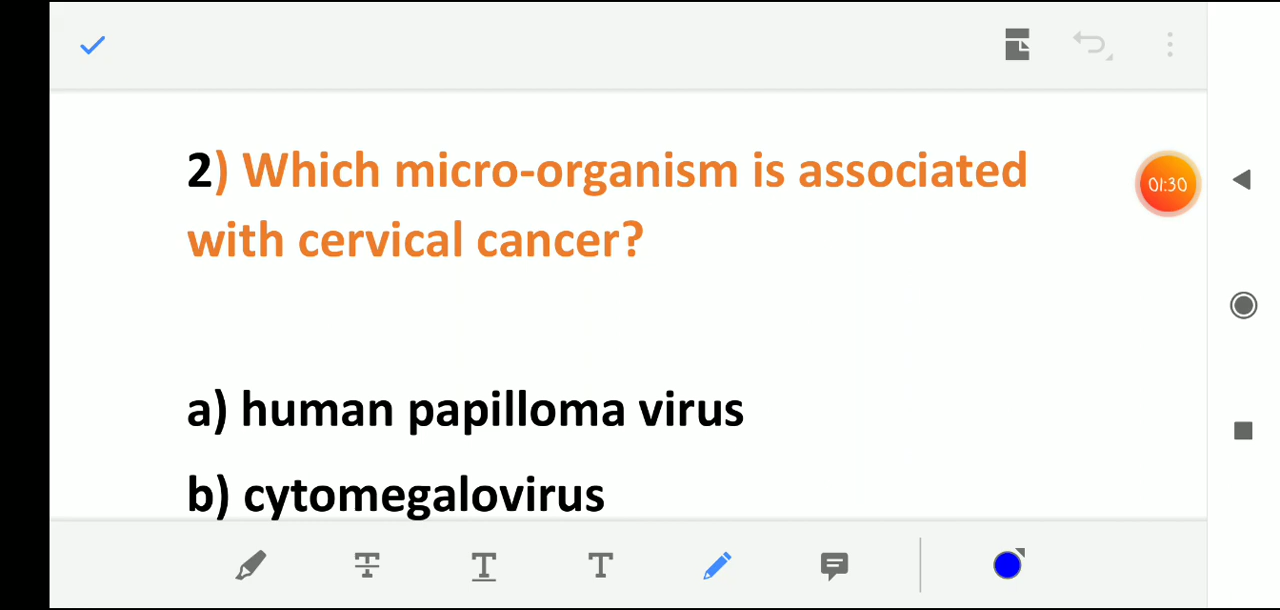 2) Which micro-organism is associated
with cervical cancer?
01:30
a) human papilloma virus
b) cytomegalovirus
T
T
T